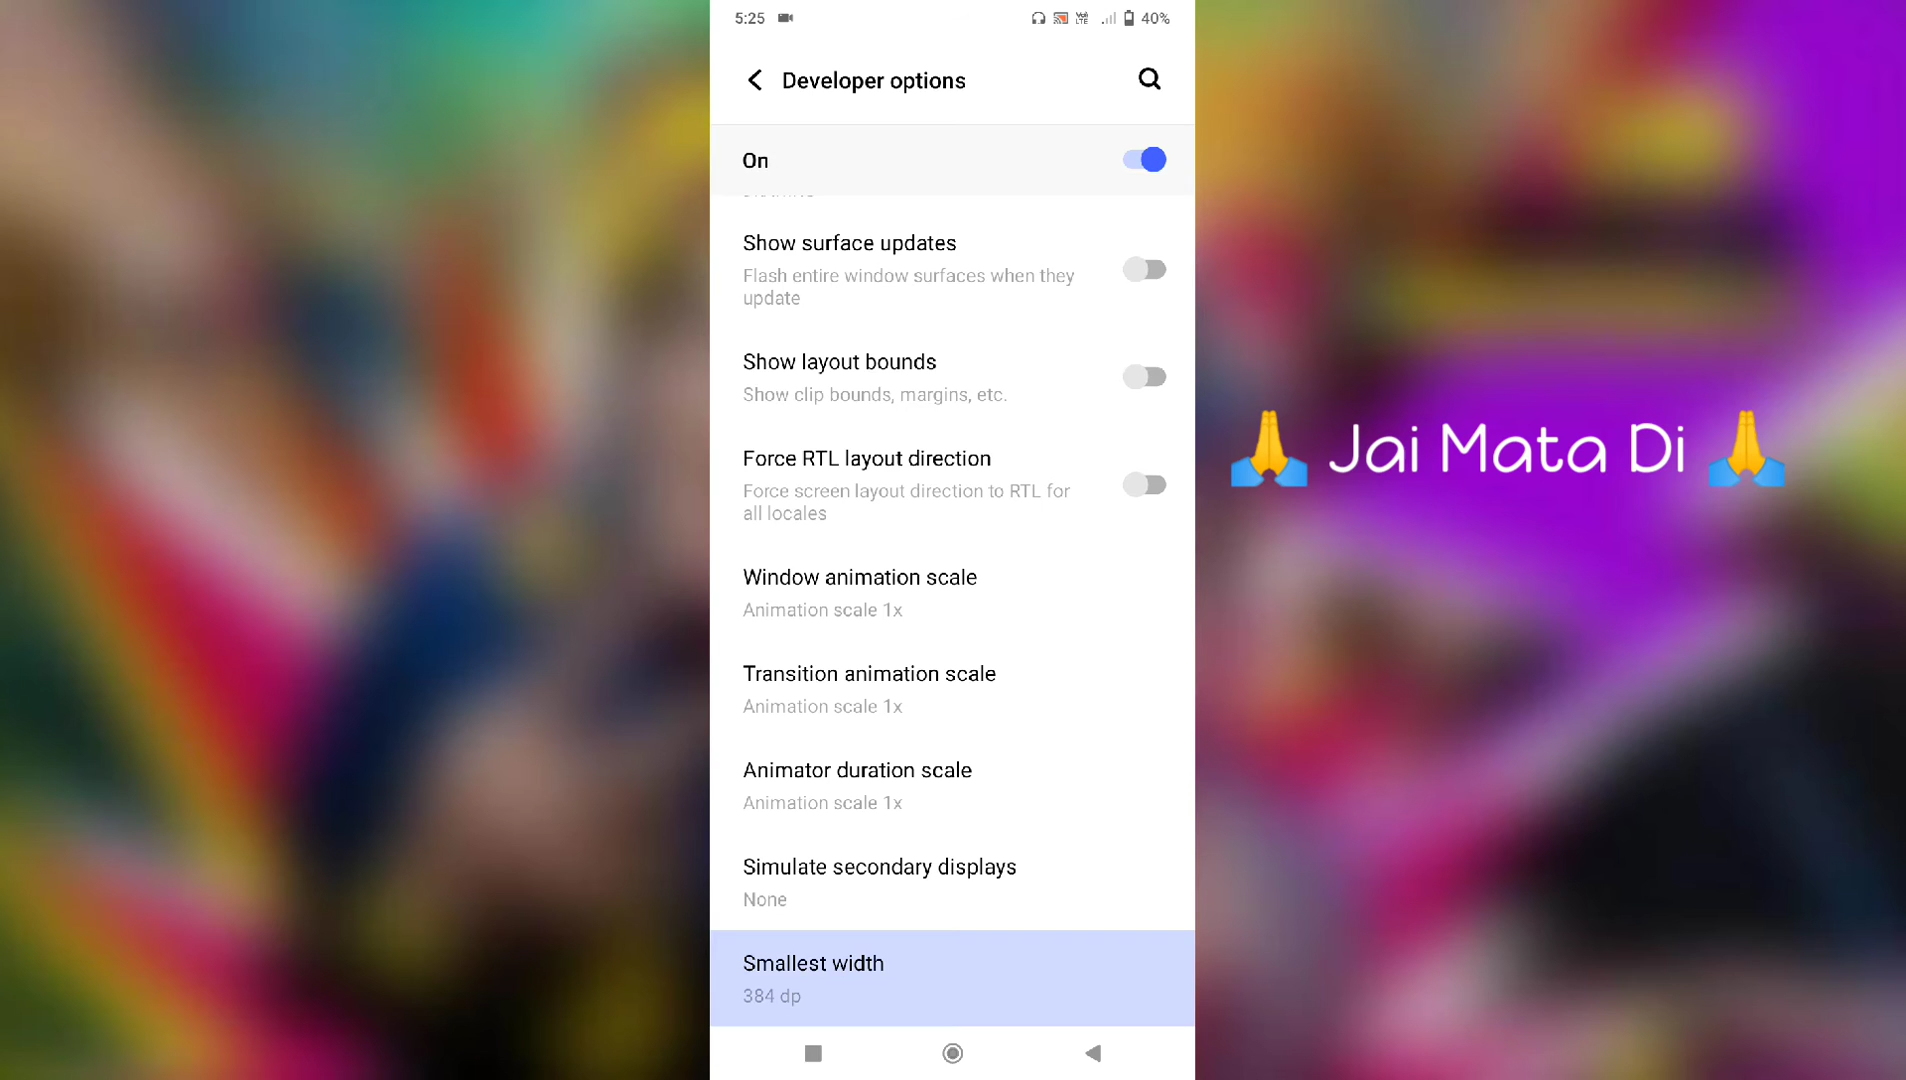 5:25 40%
Developer options
On
Show surface updates
Flash entire window surfaces when they
update
Show layout bounds
Show clip bounds, margins, etc.
Force RTL layout direction
Force screen layout direction to RTL for
all locales
Window animation scale
Animation scale 1x
Transition animation scale
Animation scale 1x
Animator duration scale
Animation scale 1x
Simulate secondary displays
None
Smallest width
384 dp
🙏 Jai Mata Di 🙏